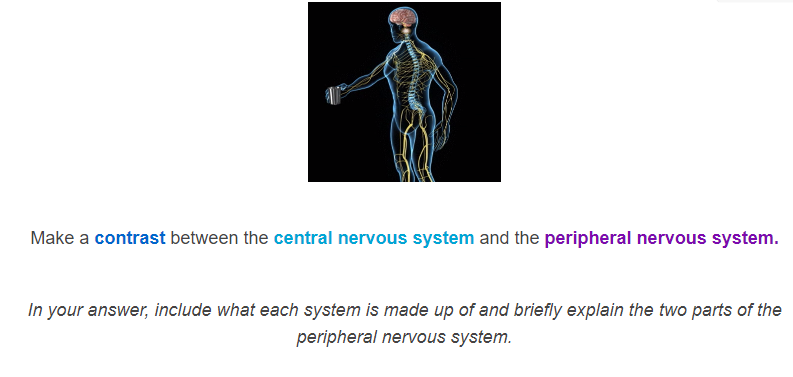 Make a contrast between the central nervous system and the peripheral nervous system.
In your answer, include what each system is made up of and briefly explain the two parts of the
peripheral nervous system.